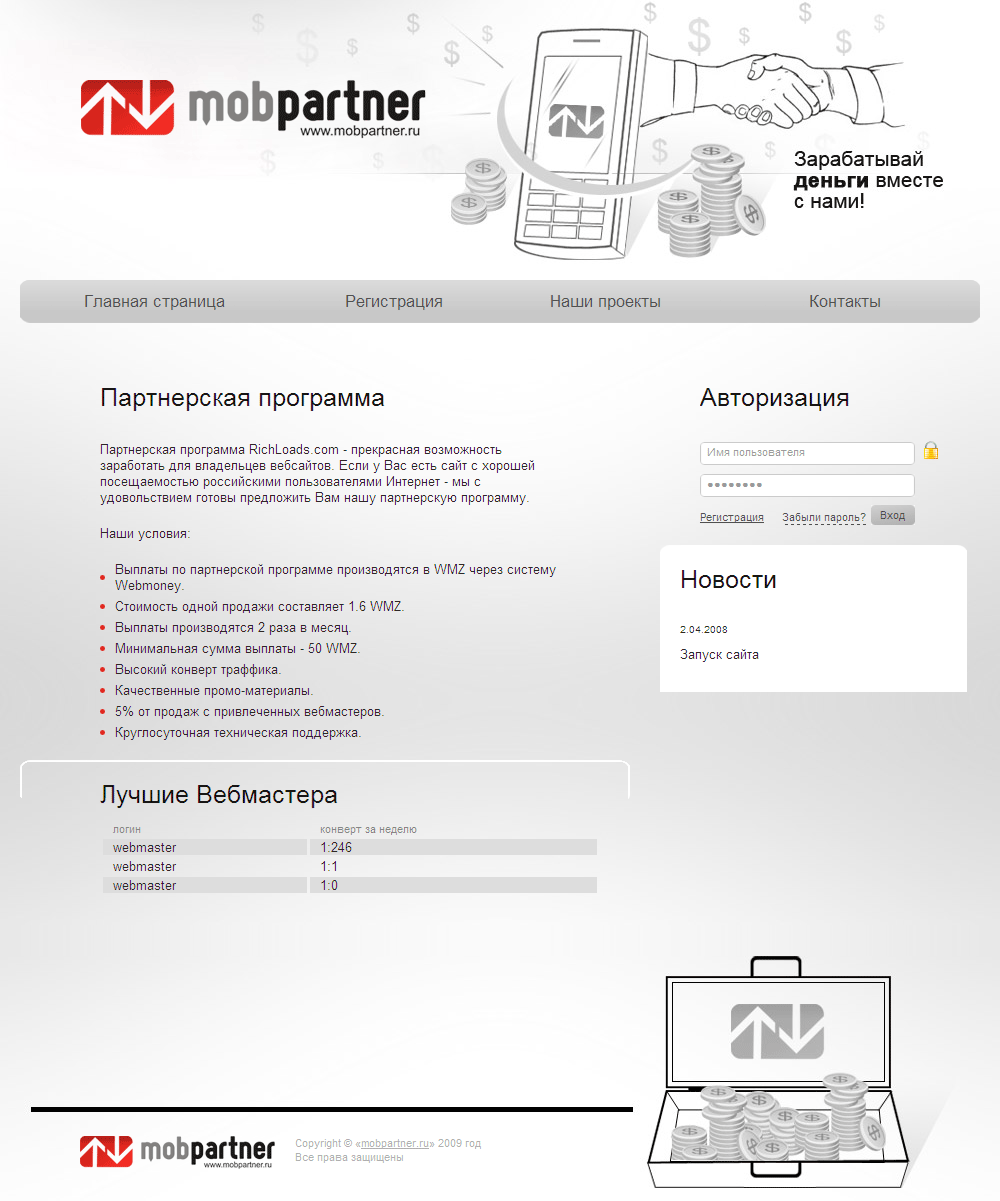 mobpartner
www.mobpartner.ru
Зарабатывай
деньги вместе
с нами!
Главная страница Регистрация Наши проекты Контакты
Партнерская программа
Партнерская программа RichLoads.com - прекрасная возможность
заработать для владельцев вебсайтов. Если у Вас есть сайт с хорошей
посещаемостью российскими пользователями Интернет - мы с
удовольствием готовы предложить Вам нашу партнерскую программу.
Наши условия:
Выплаты по партнерской программе производятся в WMZ через систему
Webmoney.
Стоимость одной продажи составляет 1.6 WMZ.
Выплаты производятся 2 раза в месяц.
Минимальная сумма выплаты - 50 WMZ.
Высокий конверт траффика.
Качественные промо-материалы.
5% от продаж с привлеченных вебмастеров.
Круглосуточная техническая поддержка.
Авторизация
Имя пользователя
••••••••
Регистрация Забыли пароль? Вход
Новости
2.04.2008
Запуск сайта
Лучшие Вебмастера
логин конверт за неделю
webmaster 1:246
webmaster 1:1
webmaster 1:0
mobpartner
www.mobpartner.ru
Copyright © «mobpartner.ru» 2009 год
Все права защищены